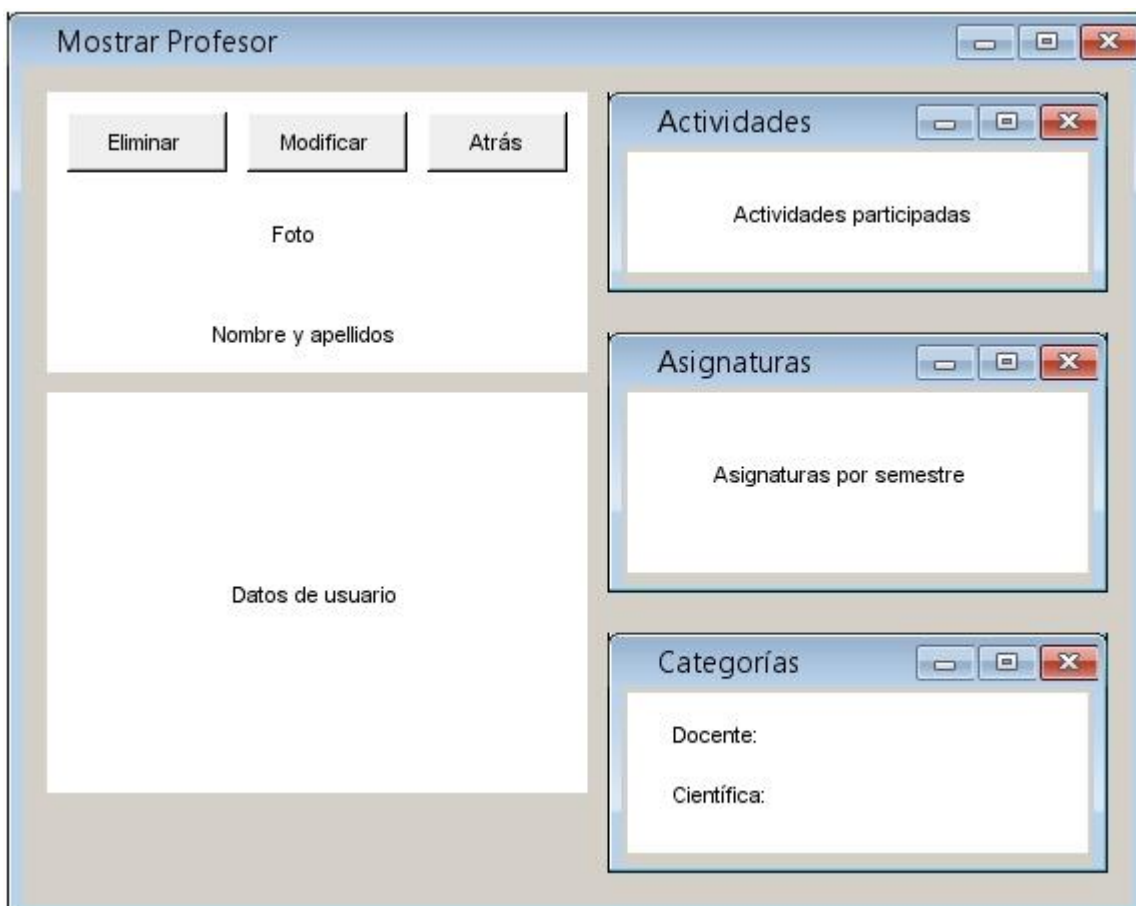 Mostrar Profesor
Eliminar
Modificar
Atrás
Foto
Nombre y apellidos
Datos de usuario
Actividades
Actividades participadas
Asignaturas
Asignaturas por semestre
Categorías
Docente:
Científica: